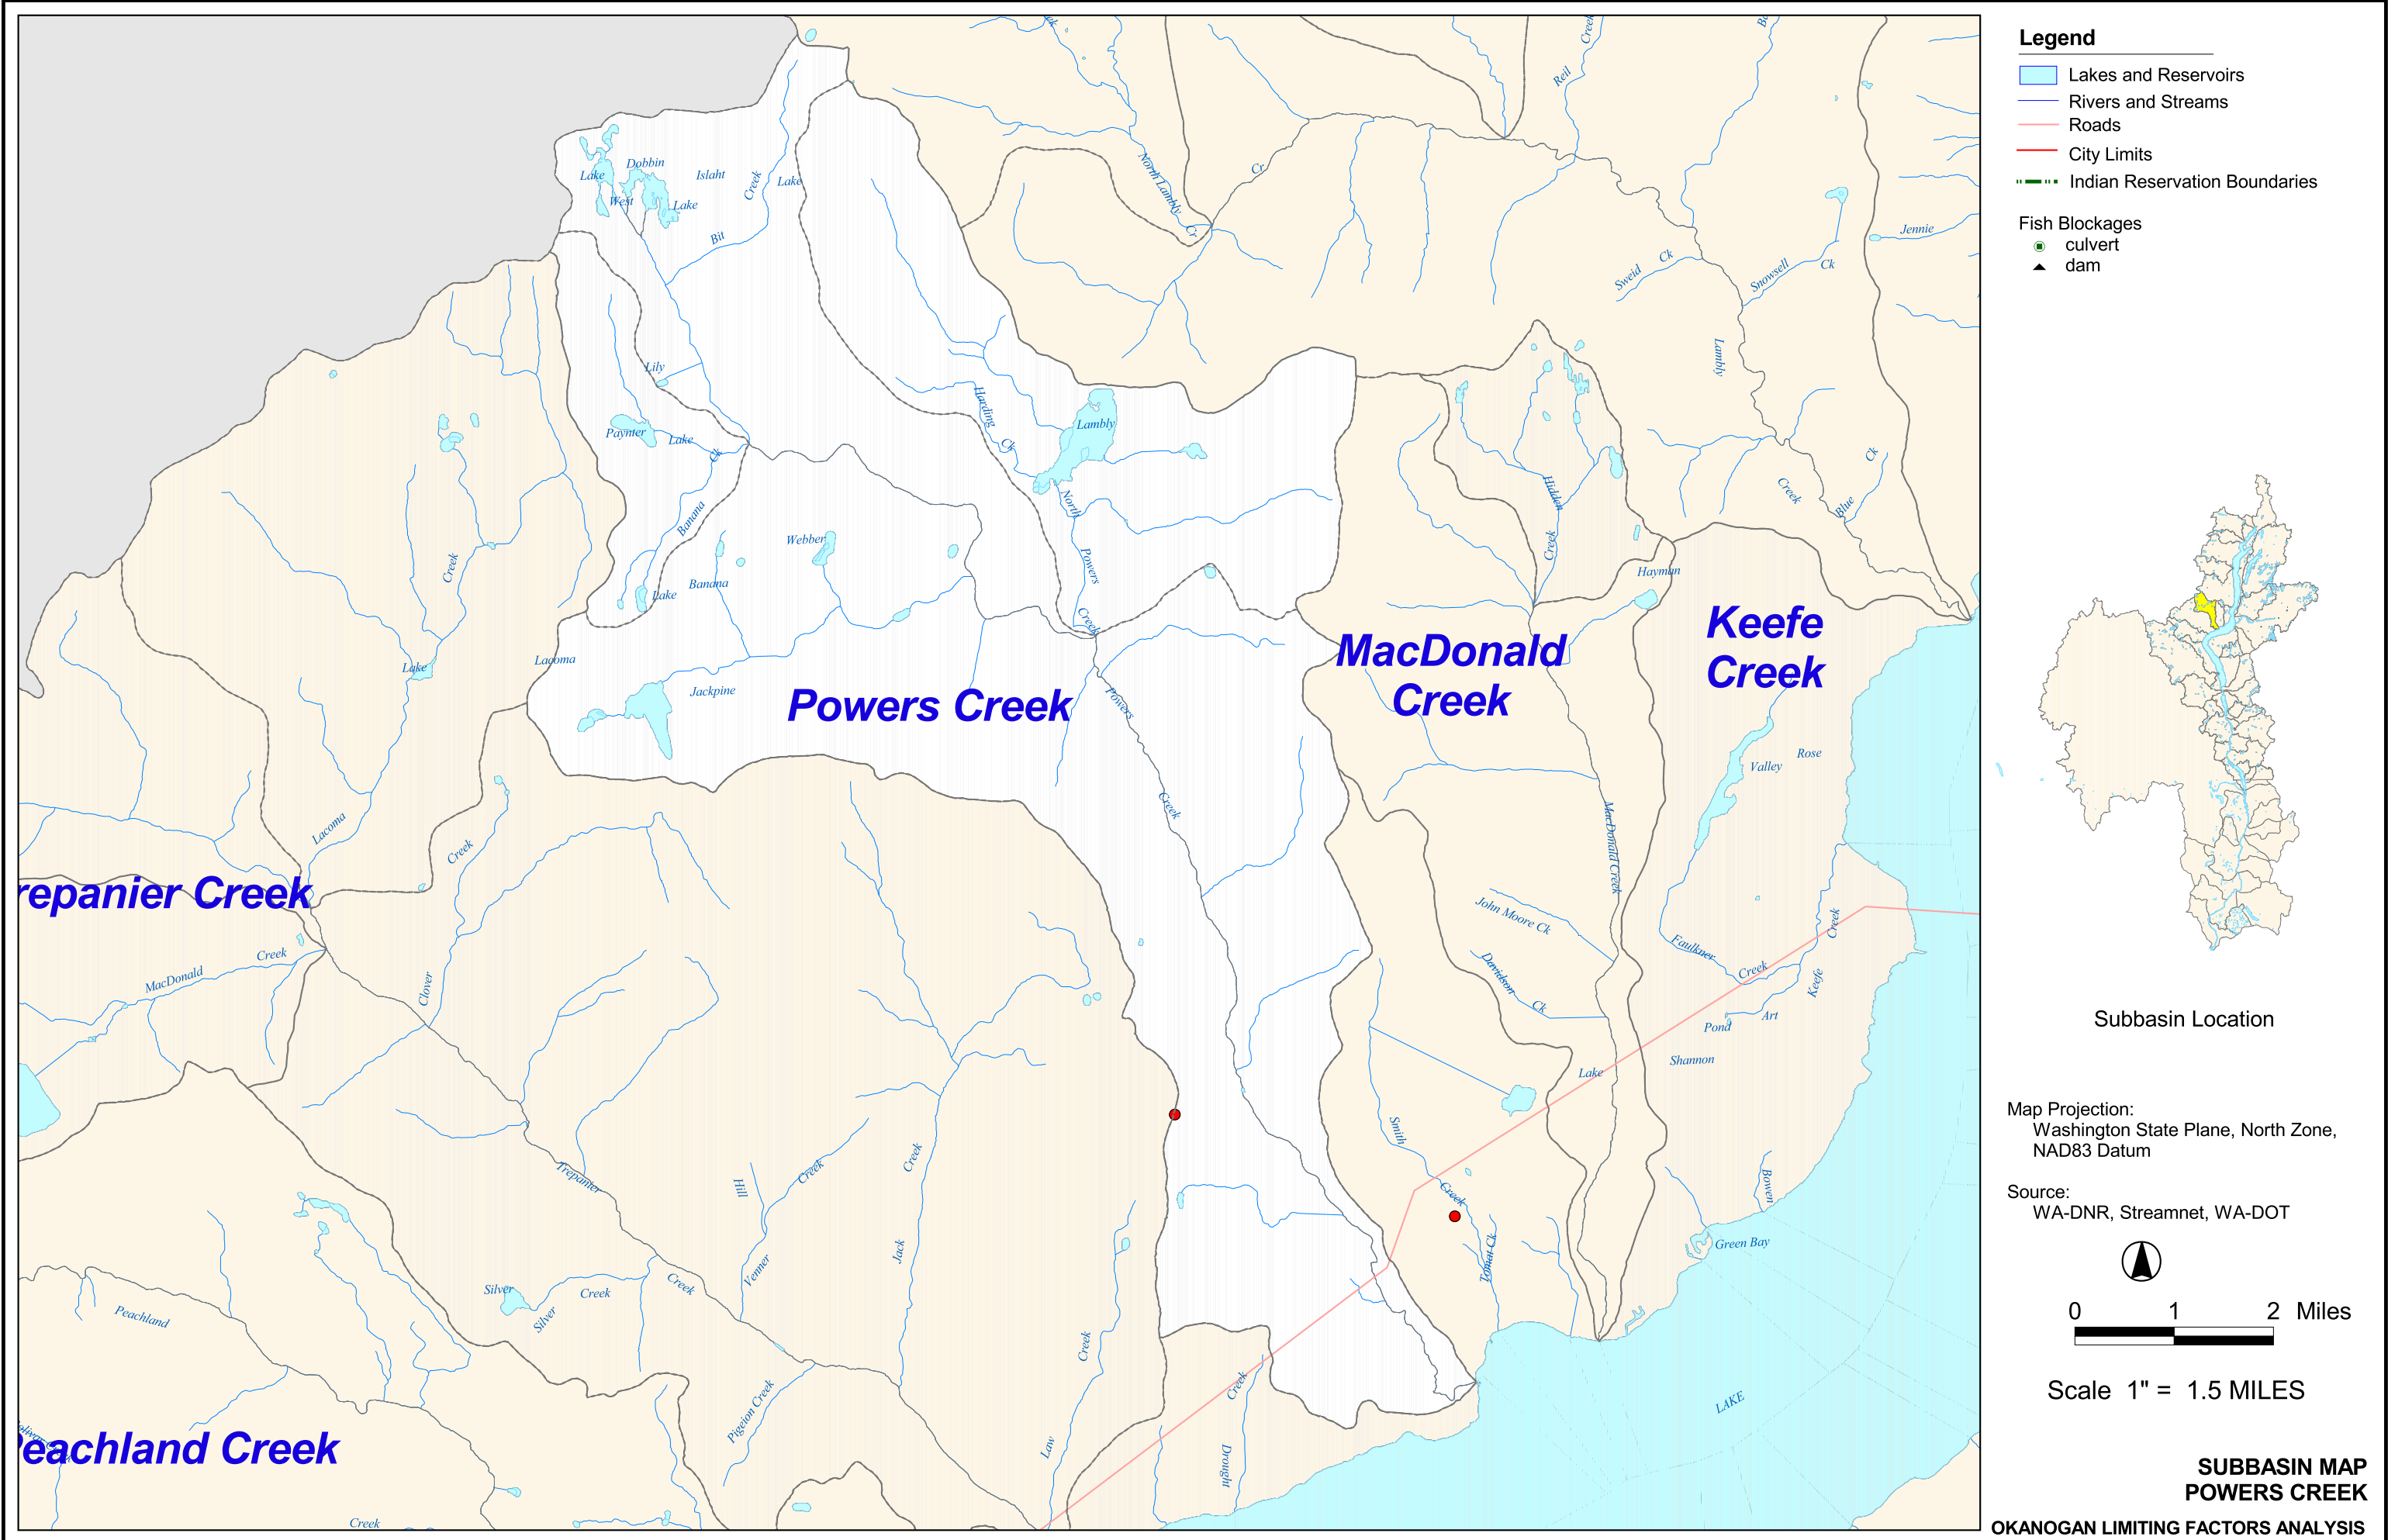 Creek
Reil
North Lambly
Cr
Cr
Dobbin
Lake
West
Lake
Islaht
Lake
Bit
Creek
Jennie
Sweid Ck
Snowsell
Ck
Lambly
Creek
Blue
Ck
Lily
Paynter
Lake
Banana
Ck
Harding
Ck
Lambly
North
Powers
Creek
Webber
Banana
Lake
Hidden
Creek
Hayman
Creek
Lake
Lacoma
Jackpine
Powers Creek
MacDonald
Creek
Keefe
Creek
Powers
Creek
Valley
Rose
MacDonald Creek
Lacoma
Creek
Clover
repanier Creek
MacDonald
Creek
John Moore Ck
Davidson
Ck
Faulkner
Creek
Creek
Keefe
Pond
Art
Shannon
Lake
Smith
Creek
Tomat Ck
Bowen
Green Bay
Trepanier
Creek
Hill
Creek
Venner
Creek
Jack
Silver
Creek
Silver
Peachland
Pigeion Creek
Creek
Law
Creek
Drought
LAKE
eachland Creek
Creek
Legend
Lakes and Reservoirs
Rivers and Streams
Roads
City Limits
Indian Reservation Boundaries
Fish Blockages
culvert
dam
Subbasin Location
Map Projection:
Washington State Plane, North Zone,
NAD83 Datum
Source:
WA-DNR, Streamnet, WA-DOT
0 1 2 Miles
Scale 1" = 1.5 MILES
SUBBASIN MAP
POWERS CREEK
OKANOGAN LIMITING FACTORS ANALYSIS